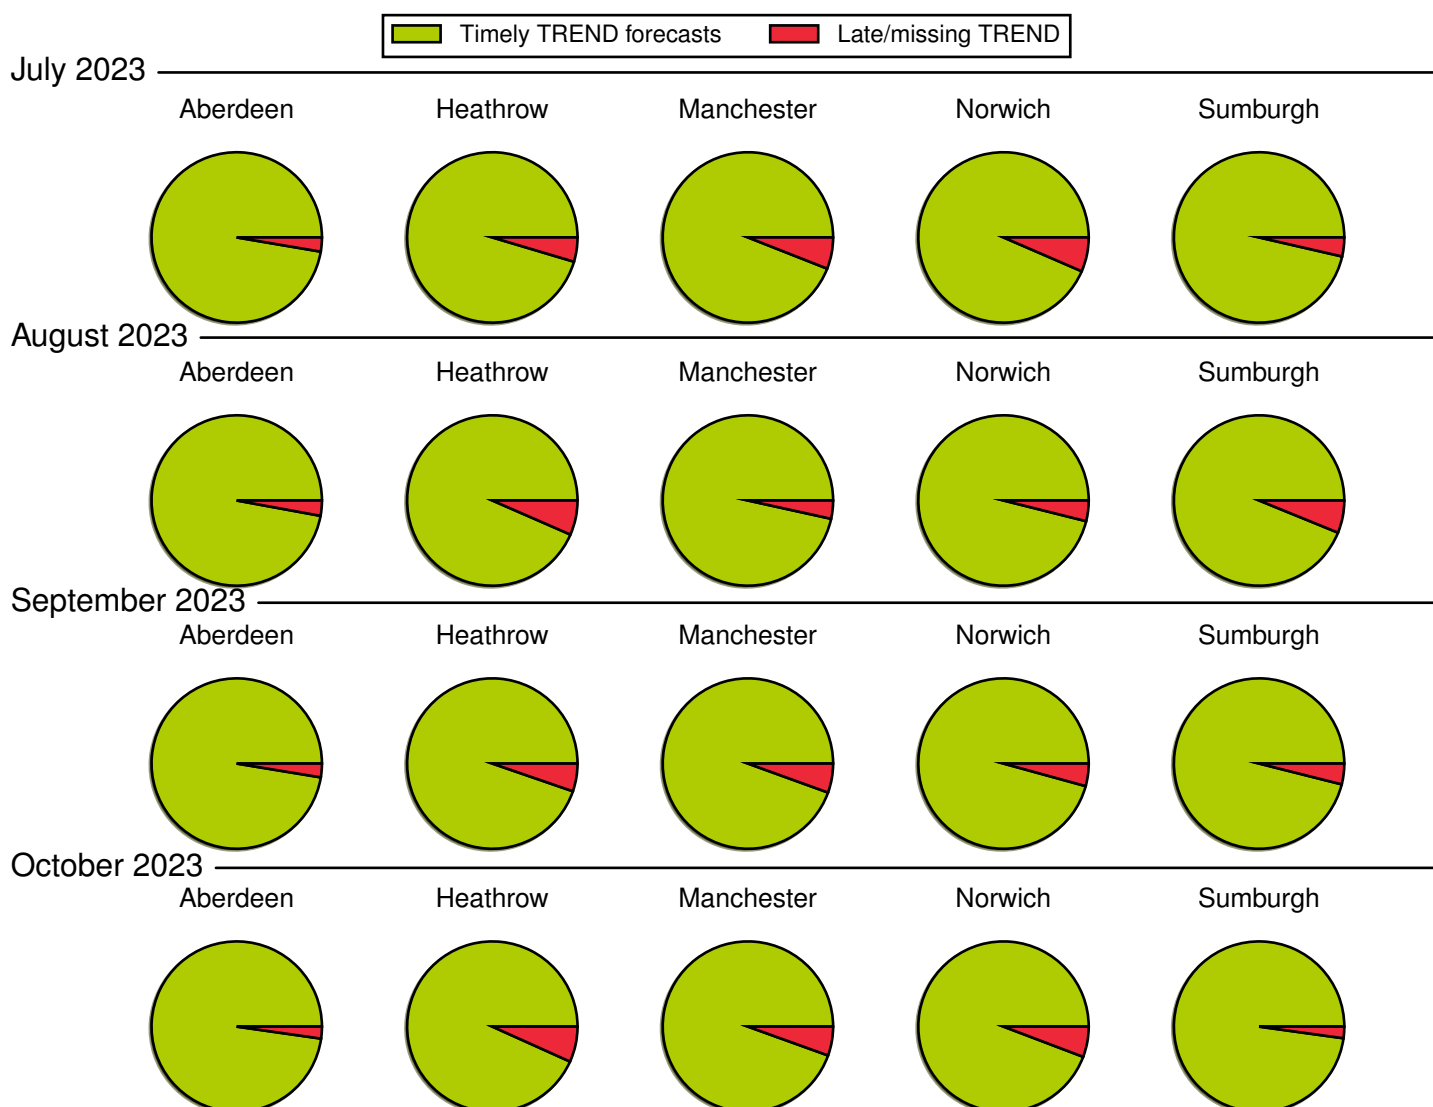 Timely TREND forecasts Late/missing TREND
July 2023
Aberdeen Heathrow Manchester Norwich Sumburgh
August 2023
Aberdeen Heathrow Manchester Norwich Sumburgh
September 2023
Aberdeen Heathrow Manchester Norwich Sumburgh
October 2023
Aberdeen Heathrow Manchester Norwich Sumburgh